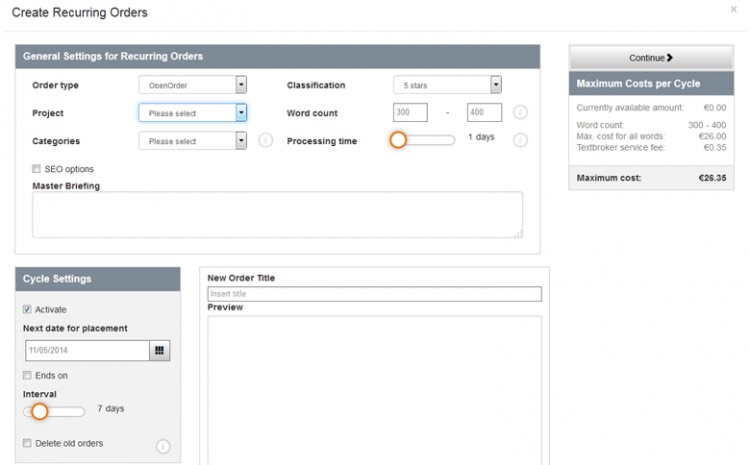 Create Recurring Orders
×
General Settings for Recurring Orders
Order type
OpenOrder
Classification
5 stars
Project
Please select
Word count
300 - 400
i
Categories
Please select
i
Processing time
1 days
i
SEO options
Master Briefing
Continue
Maximum Costs per Cycle
Currently available amount: €0.00
Word count: 300 - 400
Max. cost for all words: €26.00
Textbroker service fee: €0.35
Maximum cost: €26.35
Cycle Settings
Activate
Next date for placement
11/05/2014
Ends on
Interval
7 days
Delete old orders
i
New Order Title
Insert title
Preview